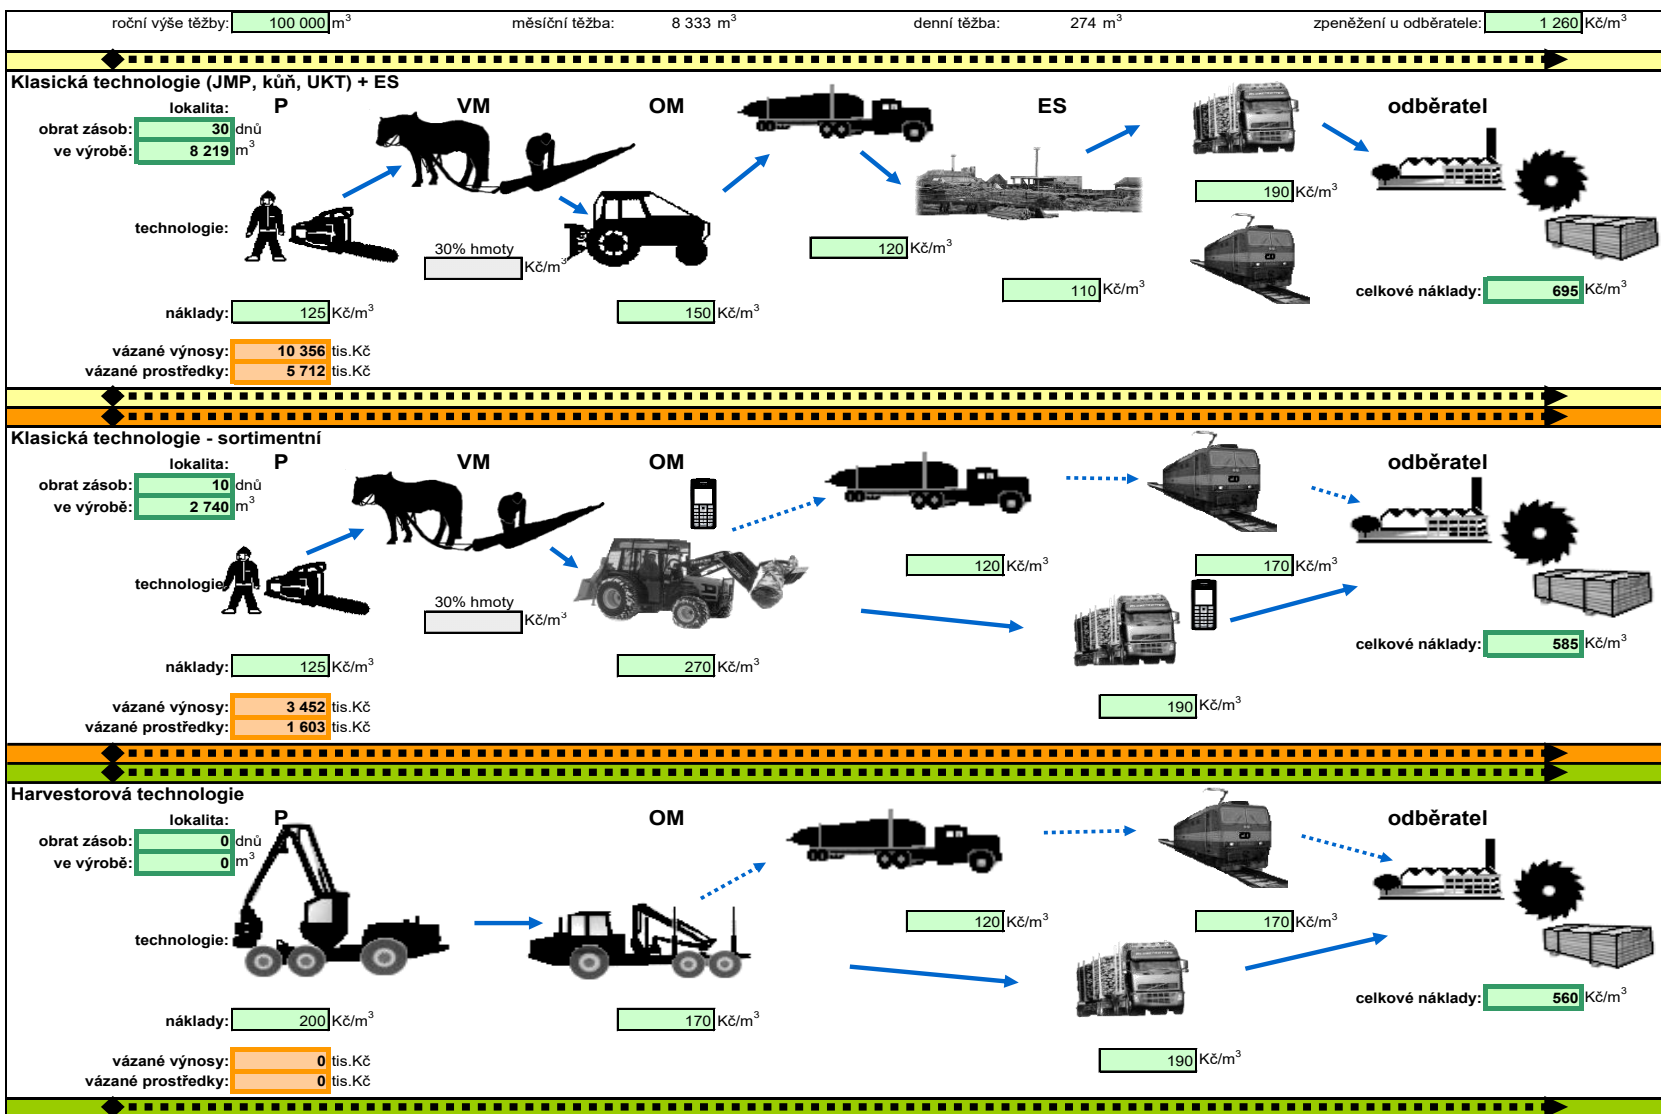 roční výše těžby: 100 000 m³ měsíční těžba: 8 333 m³ denní těžba: 274 m³ zpeněžení u odběratele: 1 260 Kč/m³
Klasická technologie (JMP, kůň, UKT) + ES
lokalita: P VM OM ES odběratel
obrat zásob: 30 dnů
ve výrobě: 8 219 m³
190 Kč/m³
technologie:
30% hmoty
Kč/m³
120 Kč/m³
110 Kč/m³
celkové náklady: 695 Kč/m³
náklady: 125 Kč/m³ 150 Kč/m³
vázané výnosy: 10 356 tis.Kč
vázané prostředky: 5 712 tis.Kč
Klasická technologie - sortimentní
lokalita: P VM OM odběratel
obrat zásob: 10 dnů
ve výrobě: 2 740 m³
120 Kč/m³ 170 Kč/m³
technologie
30% hmoty
Kč/m³
celkové náklady: 585 Kč/m³
náklady: 125 Kč/m³ 270 Kč/m³
190 Kč/m³
vázané výnosy: 3 452 tis.Kč
vázané prostředky: 1 603 tis.Kč
Harvestorová technologie
lokalita: P OM odběratel
obrat zásob: 0 dnů
ve výrobě: 0 m³
120 Kč/m³ 170 Kč/m³
technologie:
celkové náklady: 560 Kč/m³
náklady: 200 Kč/m³ 170 Kč/m³
190 Kč/m³
vázané výnosy: 0 tis.Kč
vázané prostředky: 0 tis.Kč